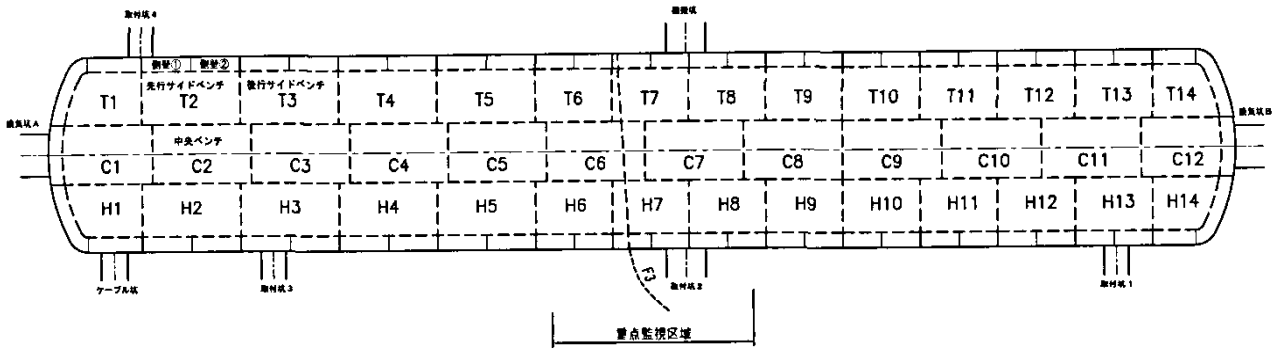 取付坑4
側壁① 側壁②
先行サイドベンチ 後行サイドベンチ
T1 T2 T3 T4 T5 T6 T7 T8 T9 T10 T11 T12 T13 T14
換気坑A
換気坑B
中央ベンチ
C1 C2 C3 C4 C5 C6 C7 C8 C9 C10 C11 C12
H1 H2 H3 H4 H5 H6 H7 H8 H9 H10 H11 H12 H13 H14
F3
ケーブル坑 取付坑3 取付坑2 取付坑1
重点監視区域